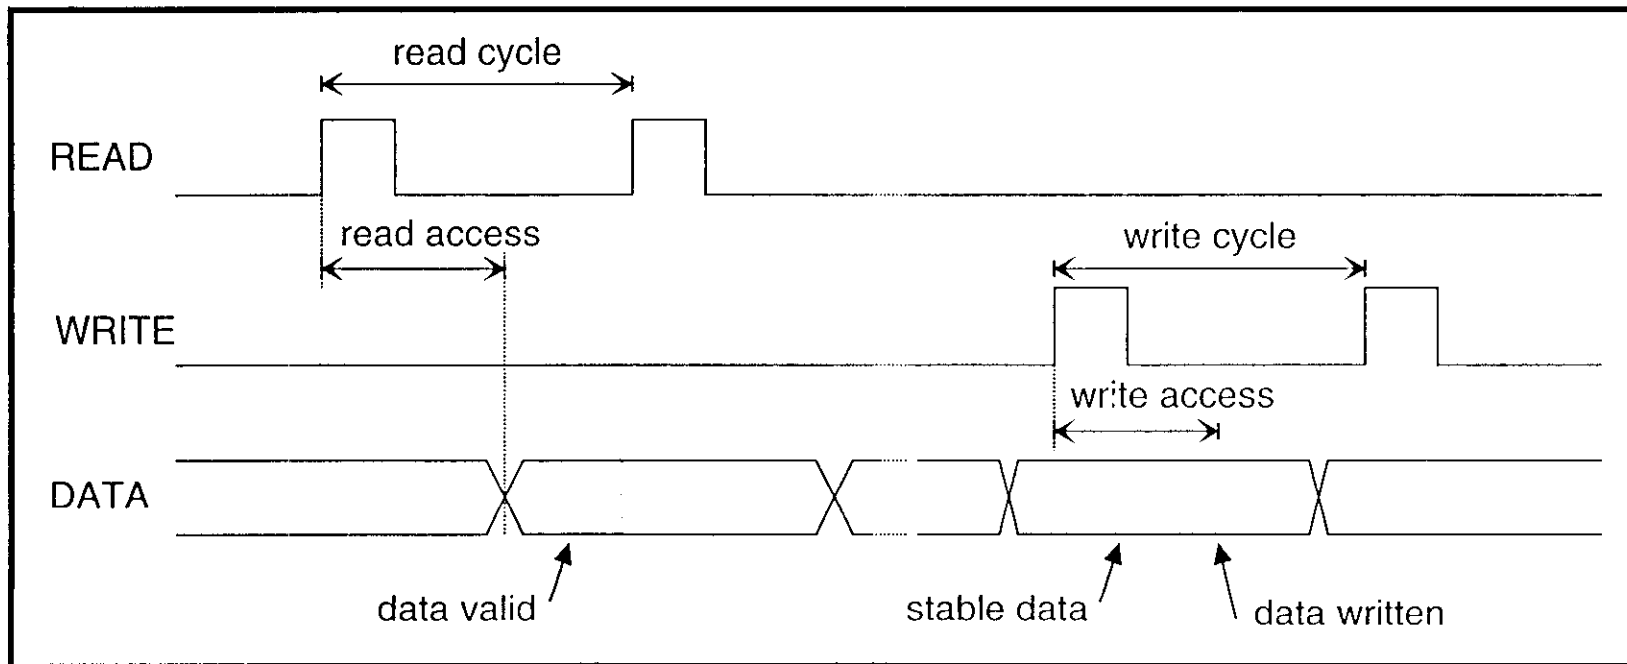 read cycle
READ
read access
write cycle
WRITE
write access
DATA
data valid
stable data
data written